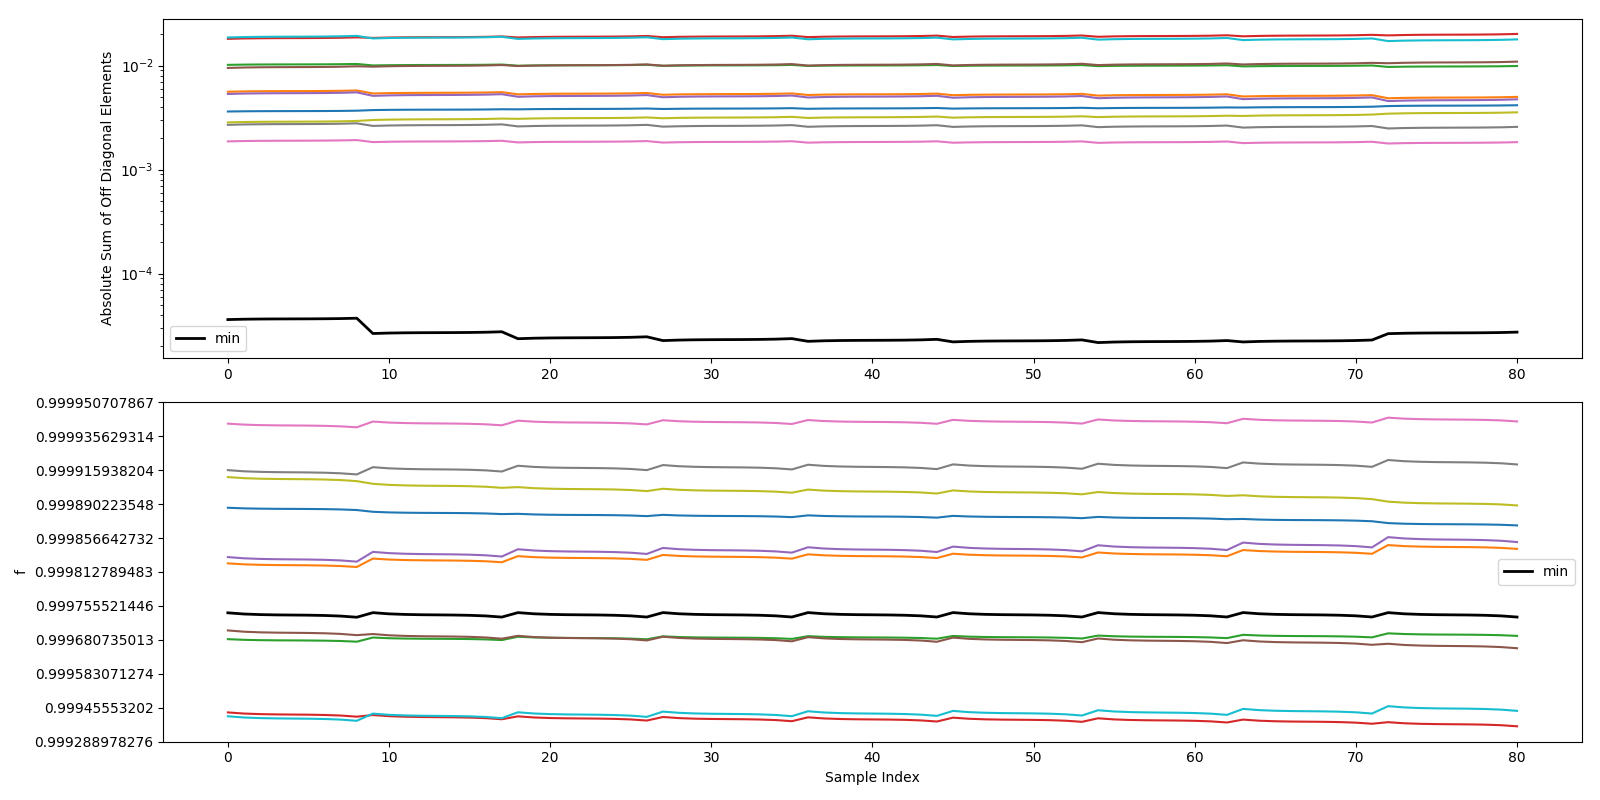 Absolute Sum of Off Diagonal Elements
10⁻²
10⁻³
10⁻⁴
min
0 10 20 30 40 50 60 70 80
f
0.999950707867
0.999935629314
0.999915938204
0.999890223548
0.999856642732
0.999812789483
0.999755521446
0.999680735013
0.999583071274
0.99945553202
0.999288978276
min
0 10 20 30 40 50 60 70 80
Sample Index